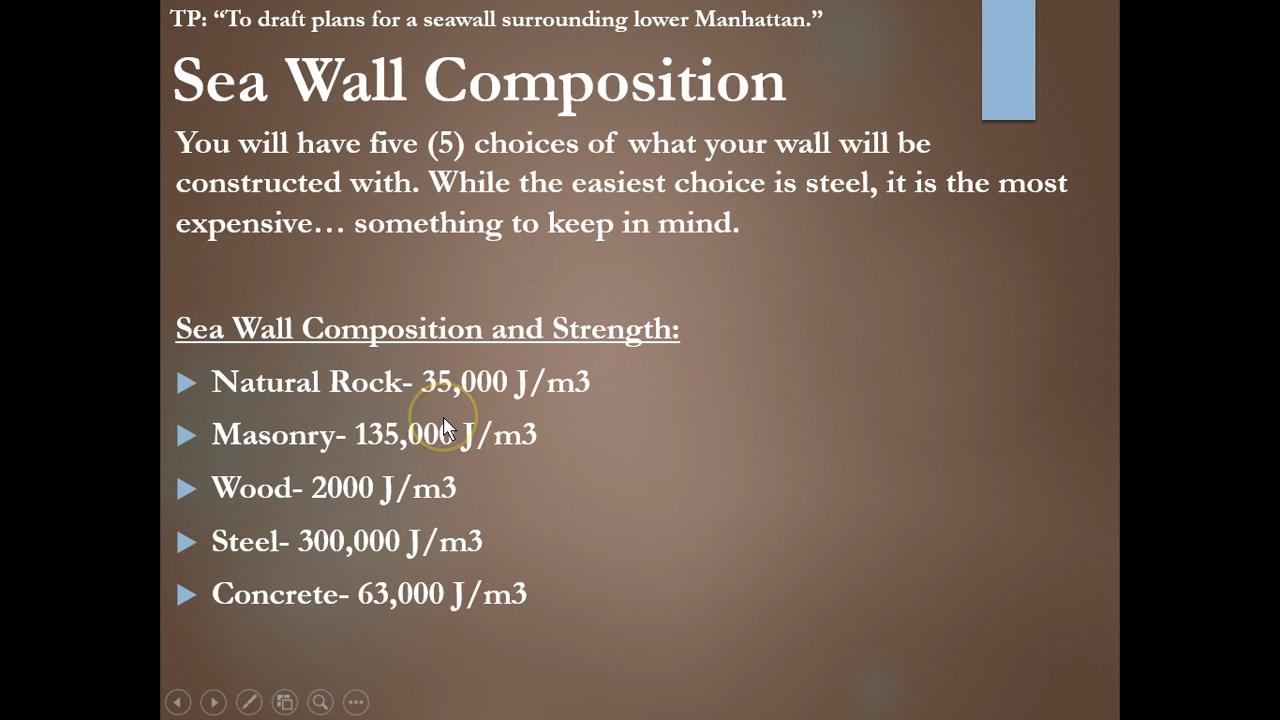 TP: “To draft plans for a seawall surrounding lower Manhattan.”
Sea Wall Composition
You will have five (5) choices of what your wall will be
constructed with. While the easiest choice is steel, it is the most
expensive… something to keep in mind.
Sea Wall Composition and Strength:
Natural Rock- 35,000 J/m3
Masonry- 135,000 J/m3
Wood- 2000 J/m3
Steel- 300,000 J/m3
Concrete- 63,000 J/m3